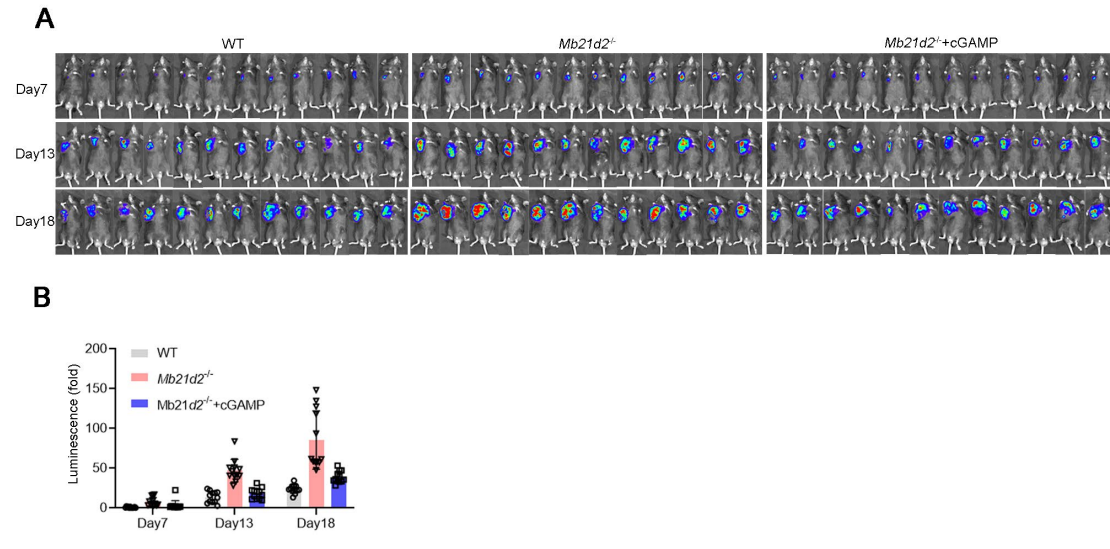 A
WT
Mb21d2-/-
Mb21d2-/-+cGAMP
Day7
Day13
Day18
B
Luminescence (fold)
200
150
100
50
0
WT
Mb21d2-/-
Mb21d2-/-+cGAMP
Day7
Day13
Day18